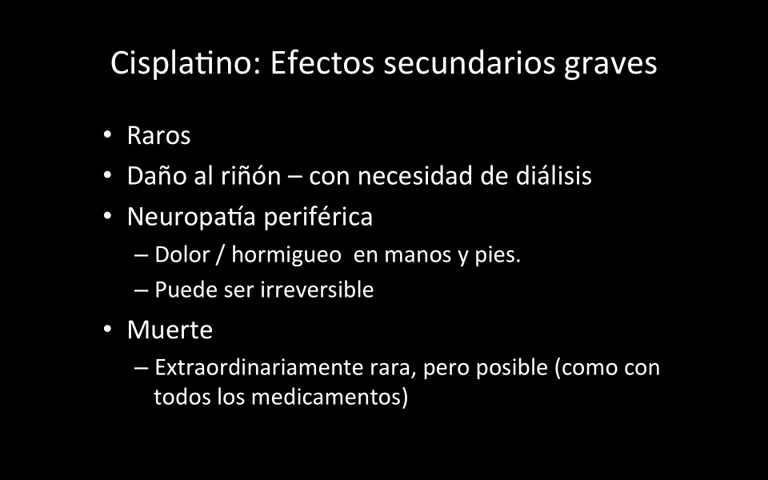 Cisplatino: Efectos secundarios graves
• Raros
• Daño al riñón – con necesidad de diálisis
• Neuropatía periférica
– Dolor / hormigueo  en manos y pies.
– Puede ser irreversible
• Muerte
– Extraordinariamente rara, pero posible (como con
todos los medicamentos)